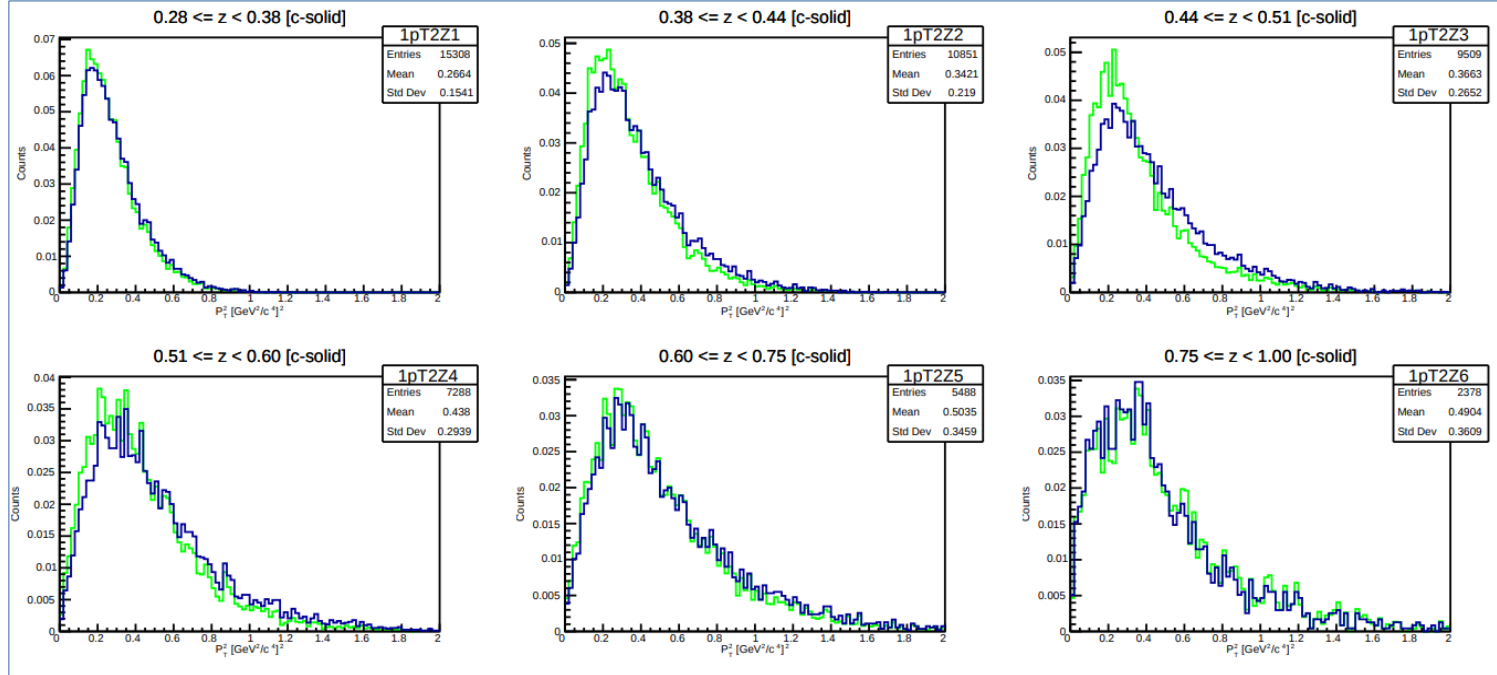 0.28 <= z < 0.38 [c-solid]
1pT2Z1
Entries 15308
Mean 0.2664
Std Dev 0.1541
Counts
0.07
0.06
0.05
0.04
0.03
0.02
0.01
0
0 0.2 0.4 0.6 0.8 1 1.2 1.4 1.6 1.8 2
P²_T [GeV²/c⁴]²
0.38 <= z < 0.44 [c-solid]
1pT2Z2
Entries 10851
Mean 0.3421
Std Dev 0.219
Counts
0.05
0.04
0.03
0.02
0.01
0
0 0.2 0.4 0.6 0.8 1 1.2 1.4 1.6 1.8 2
P²_T [GeV²/c⁴]²
0.44 <= z < 0.51 [c-solid]
1pT2Z3
Entries 9509
Mean 0.3663
Std Dev 0.2652
Counts
0.05
0.04
0.03
0.02
0.01
0
0 0.2 0.4 0.6 0.8 1 1.2 1.4 1.6 1.8 2
P²_T [GeV²/c⁴]²
0.51 <= z < 0.60 [c-solid]
1pT2Z4
Entries 7288
Mean 0.438
Std Dev 0.2939
Counts
0.04
0.035
0.03
0.025
0.02
0.015
0.01
0.005
0
0 0.2 0.4 0.6 0.8 1 1.2 1.4 1.6 1.8 2
P²_T [GeV²/c⁴]²
0.60 <= z < 0.75 [c-solid]
1pT2Z5
Entries 5488
Mean 0.5035
Std Dev 0.3459
Counts
0.035
0.03
0.025
0.02
0.015
0.01
0.005
0
0 0.2 0.4 0.6 0.8 1 1.2 1.4 1.6 1.8 2
P²_T [GeV²/c⁴]²
0.75 <= z < 1.00 [c-solid]
1pT2Z6
Entries 2378
Mean 0.4904
Std Dev 0.3609
Counts
0.035
0.03
0.025
0.02
0.015
0.01
0.005
0
0 0.2 0.4 0.6 0.8 1 1.2 1.4 1.6 1.8 2
P²_T [GeV²/c⁴]²